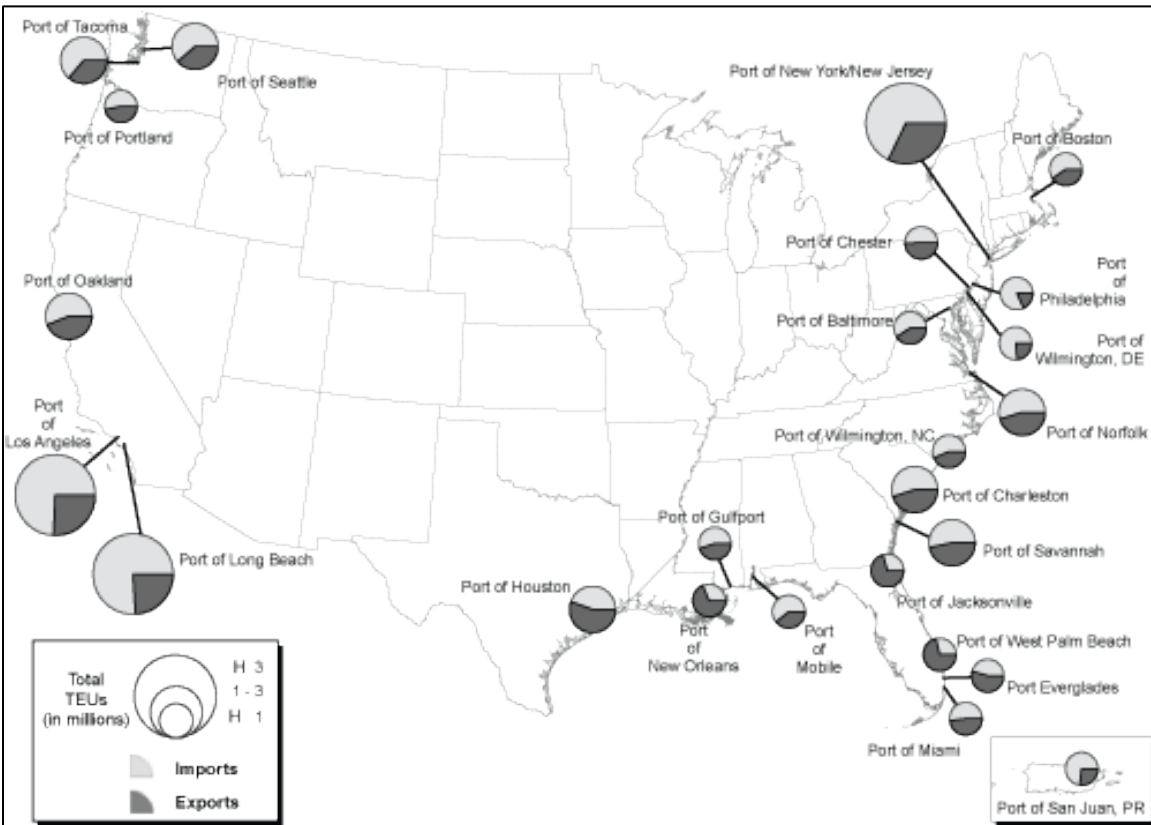 Port of Tacoma
Port of Seattle
Port of Portland
Port of New York/New Jersey
Port of Boston
Port of Chester
Port
of
Philadelphia
Port of Oakland
Port of Baltimore
Port of
Wilmington, DE
Port
of
Los Angeles
Port of Wilmington, NC
Port of Norfolk
Port of Charleston
Port of Gulfport
Port of Long Beach
Port of Savannah
Port of Houston
Port of Jacksonville
Port
of
New Orleans
Port
of
Mobile
Port of West Palm Beach
Port Everglades
Port of Miami
Total
TEUs
(in millions)
H 3
1 - 3
H 1
Imports
Exports
Port of San Juan, PR